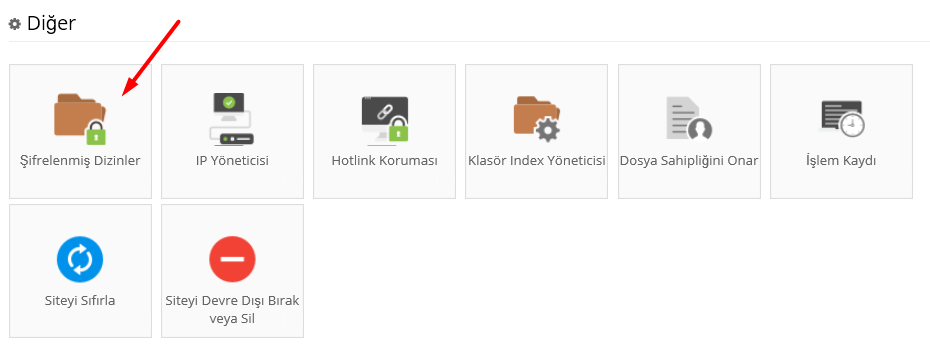 Diğer
Şifrelenmiş Dizinler
IP Yöneticisi
Hotlink Koruması
Klasör Index Yöneticisi
Dosya Sahipliğini Onar
İşlem Kaydı
Siteyi Sıfırla
Siteyi Devre Dışı Bırak
veya Sil